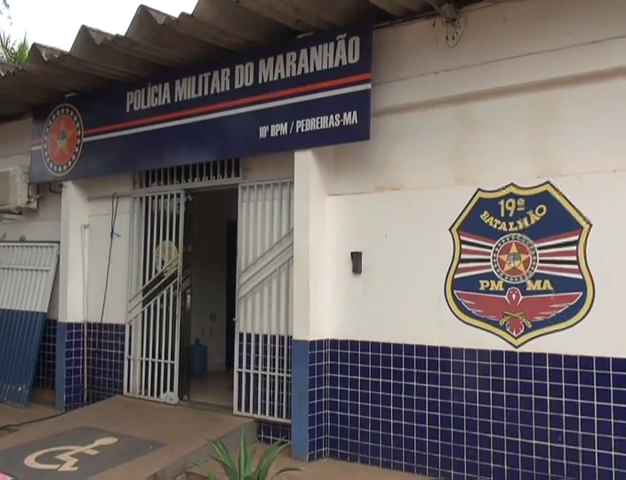 POLÍCIA MILITAR DO MARANHÃO
19º BPM / PEDREIRAS-MA
19º
BATALHÃO
PM MA